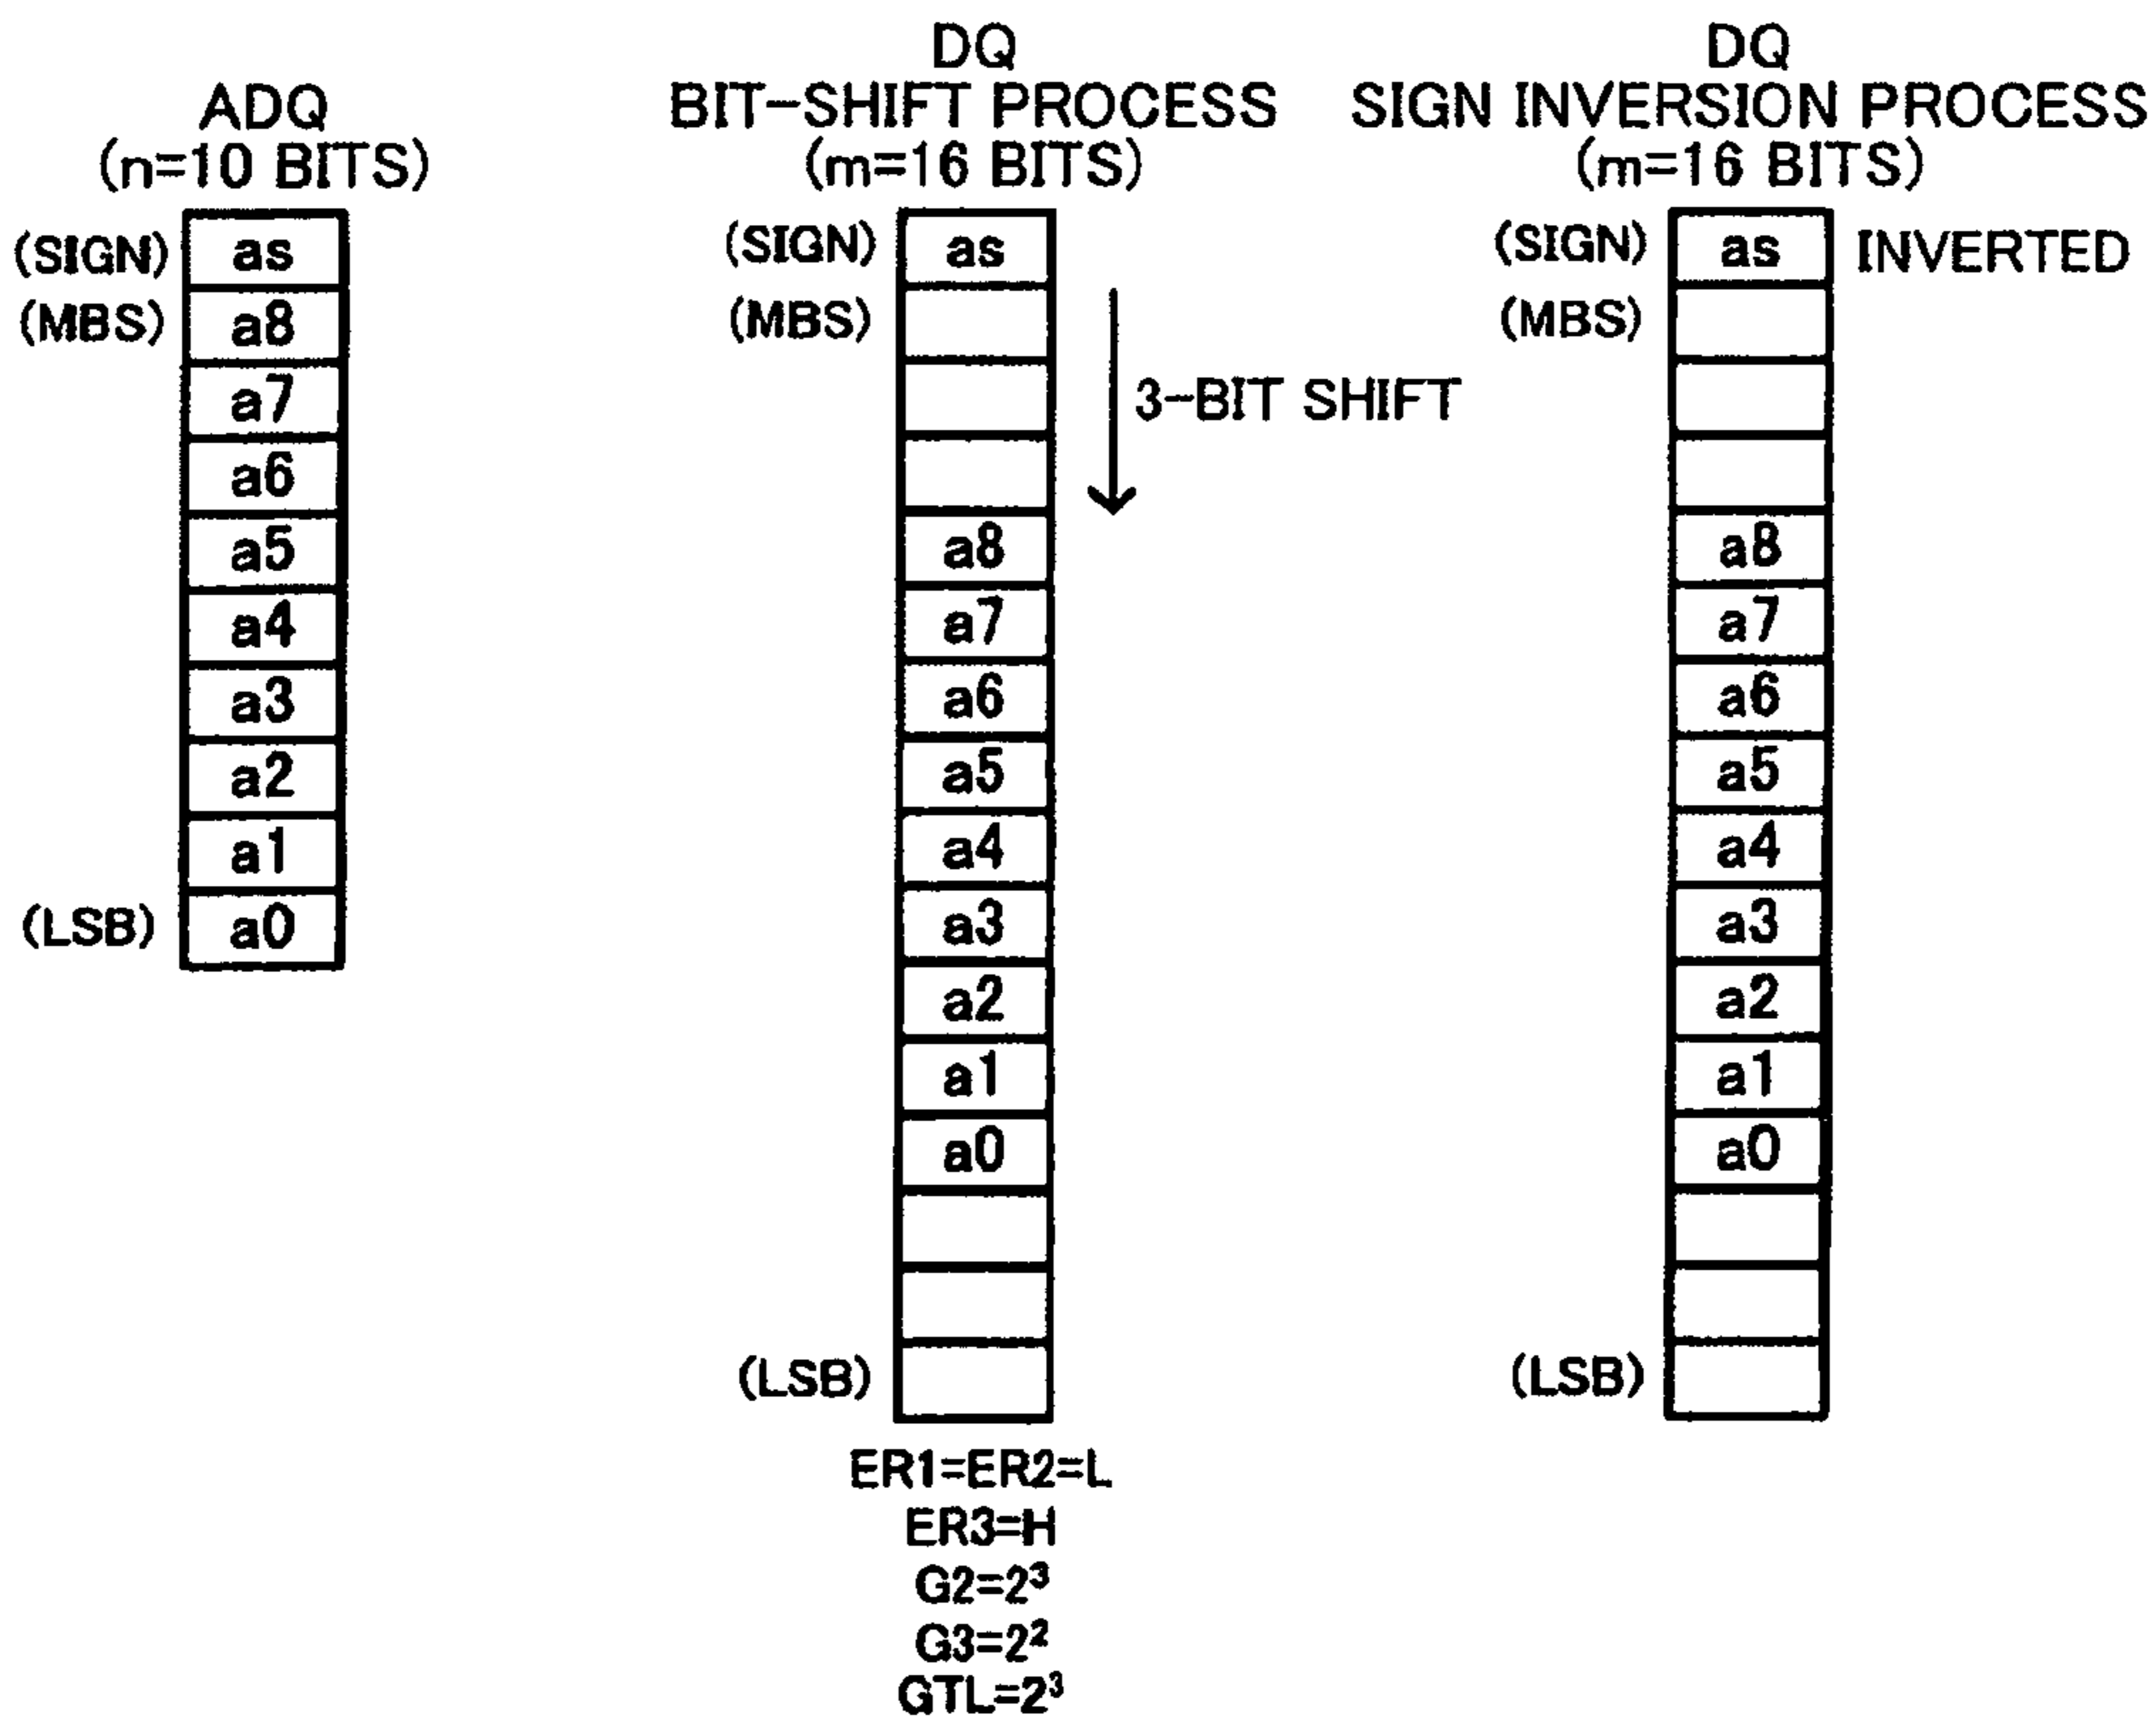 ADQ
(n=10 BITS)
(SIGN) as
(MBS) a8
a7
a6
a5
a4
a3
a2
a1
(LSB) a0
DQ
BIT-SHIFT PROCESS
(m=16 BITS)
(SIGN) as
(MBS)
3-BIT SHIFT
a8
a7
a6
a5
a4
a3
a2
a1
a0
(LSB)
ER1=ER2=L
ER3=H
G2=2³
G3=2²
GTL=2³
DQ
SIGN INVERSION PROCESS
(m=16 BITS)
(SIGN) as INVERTED
(MBS)
a8
a7
a6
a5
a4
a3
a2
a1
a0
(LSB)